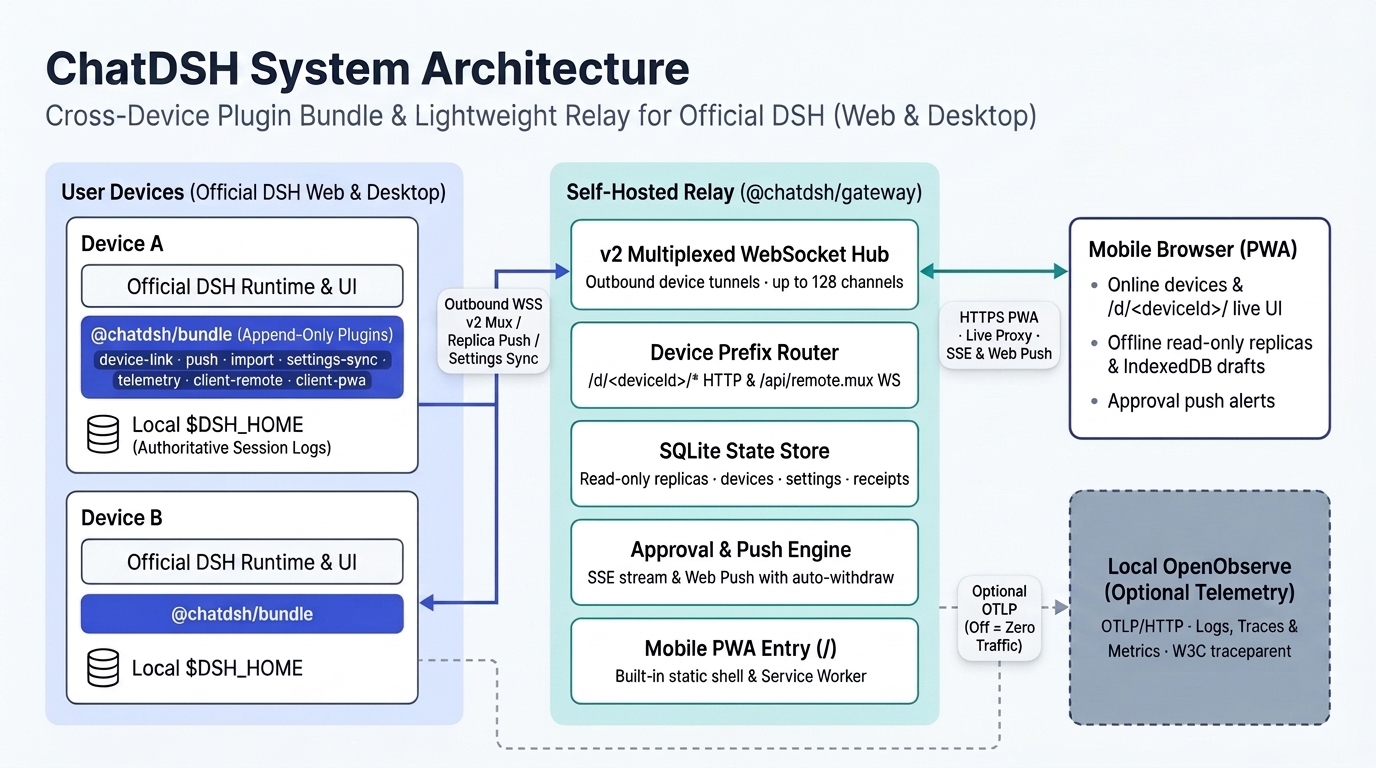 ChatDSH System Architecture
Cross-Device Plugin Bundle & Lightweight Relay for Official DSH (Web & Desktop)
User Devices (Official DSH Web & Desktop)
Device A
Official DSH Runtime & UI
@chatdsh/bundle (Append-Only Plugins)
device-link · push · import · settings-sync ·
telemetry · client-remote · client-pwa
Local $DSH_HOME
(Authoritative Session Logs)
Device B
Official DSH Runtime & UI
@chatdsh/bundle
Local $DSH_HOME
Outbound WSS
v2 Mux /
Replica Push /
Settings Sync
Self-Hosted Relay (@chatdsh/gateway)
v2 Multiplexed WebSocket Hub
Outbound device tunnels · up to 128 channels
Device Prefix Router
/d/<deviceId>/* HTTP & /api/remote.mux WS
SQLite State Store
Read-only replicas · devices · settings · receipts
Approval & Push Engine
SSE stream & Web Push with auto-withdraw
Mobile PWA Entry (/)
Built-in static shell & Service Worker
HTTPS PWA
· Live Proxy ·
SSE & Web Push
Mobile Browser (PWA)
• Online devices &
/d/<deviceId>/ live UI
• Offline read-only replicas
& IndexedDB drafts
• Approval push alerts
Optional
OTLP
(Off = Zero
Traffic)
Local OpenObserve
(Optional Telemetry)
OTLP/HTTP · Logs, Traces &
Metrics · W3C traceparent